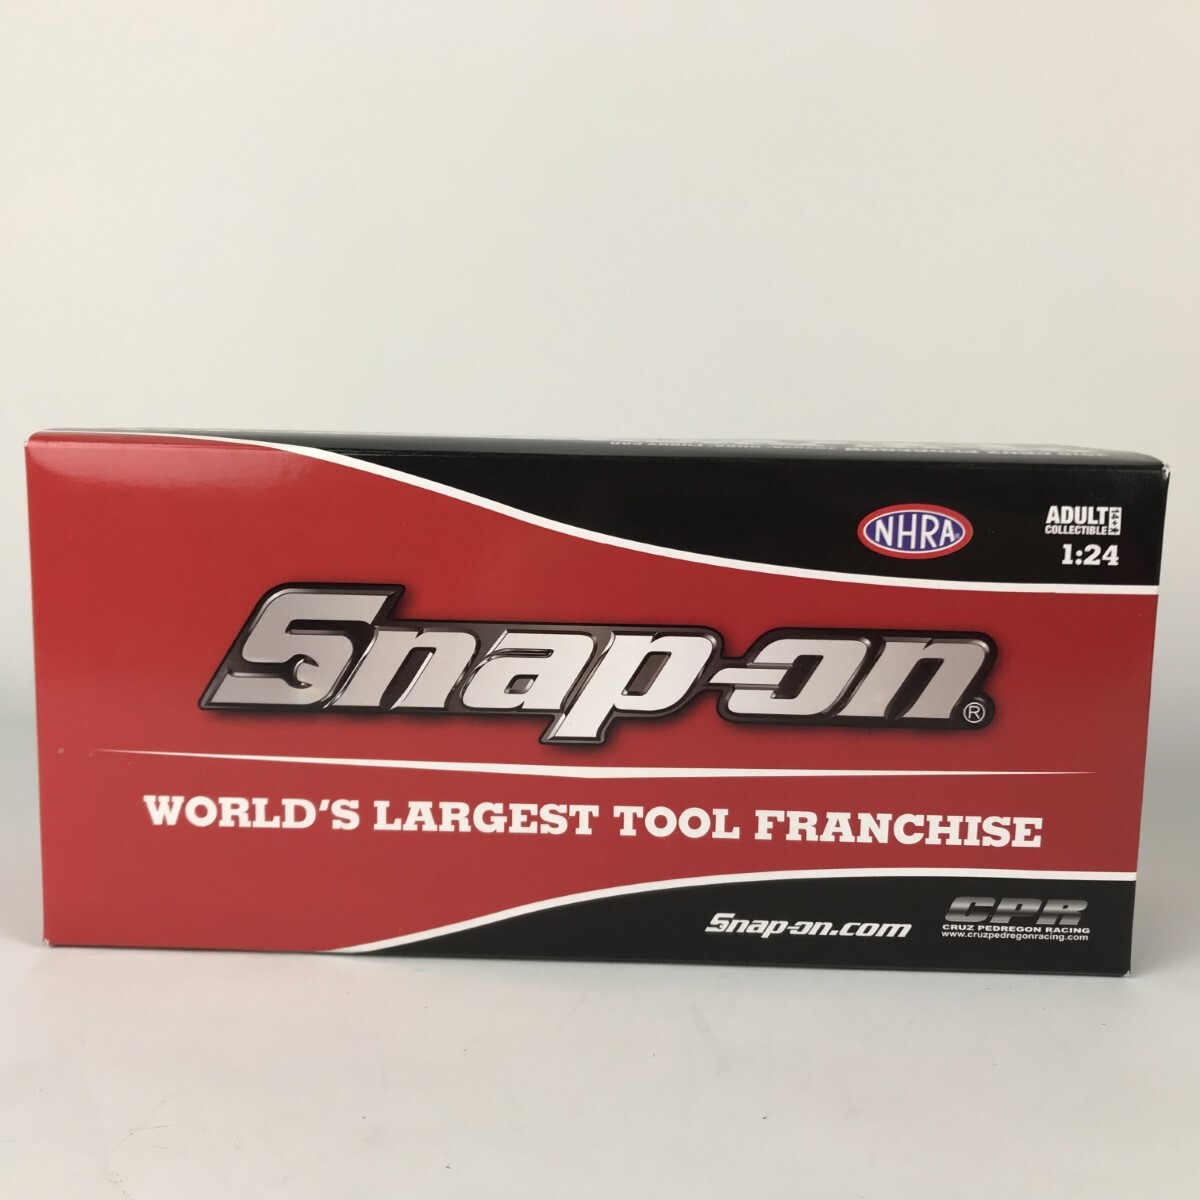 NHRA
ADULT 14+
COLLECTIBLE
1:24
Snap-on®
WORLD'S LARGEST TOOL FRANCHISE
Snap-on.com
CPR
CRUZ PEDREGON RACING
www.cruzpedregonracing.com